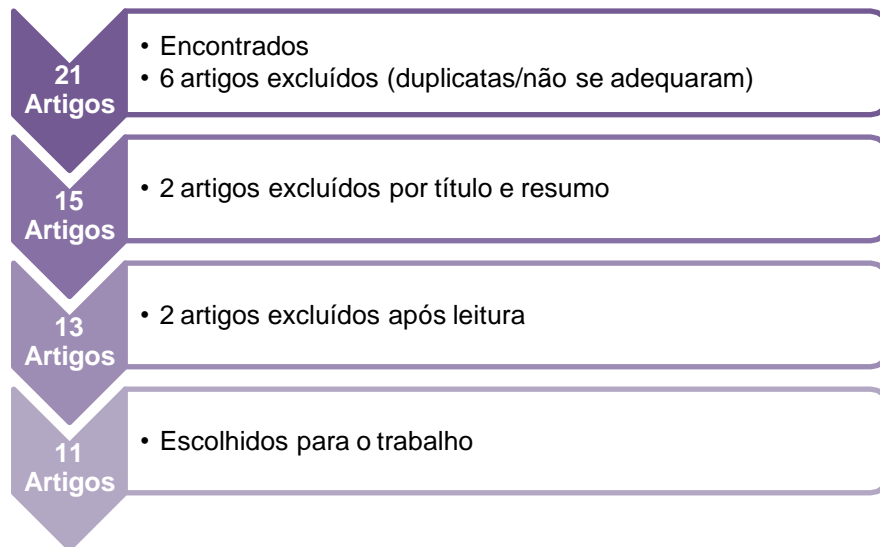 21
Artigos
• Encontrados
• 6 artigos excluídos (duplicatas/não se adequaram)
15
Artigos
• 2 artigos excluídos por título e resumo
13
Artigos
• 2 artigos excluídos após leitura
11
Artigos
• Escolhidos para o trabalho